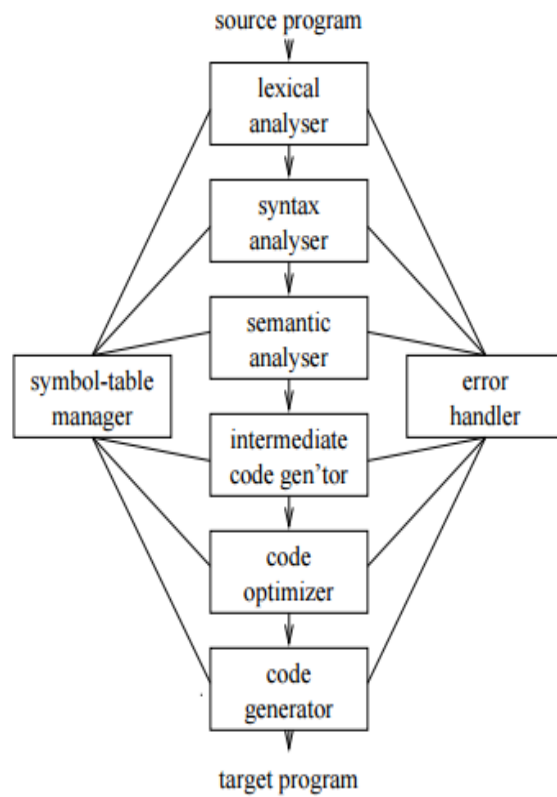 source program
lexical
analyser
syntax
analyser
semantic
analyser
symbol-table
manager
error
handler
intermediate
code gen'tor
code
optimizer
code
generator
target program